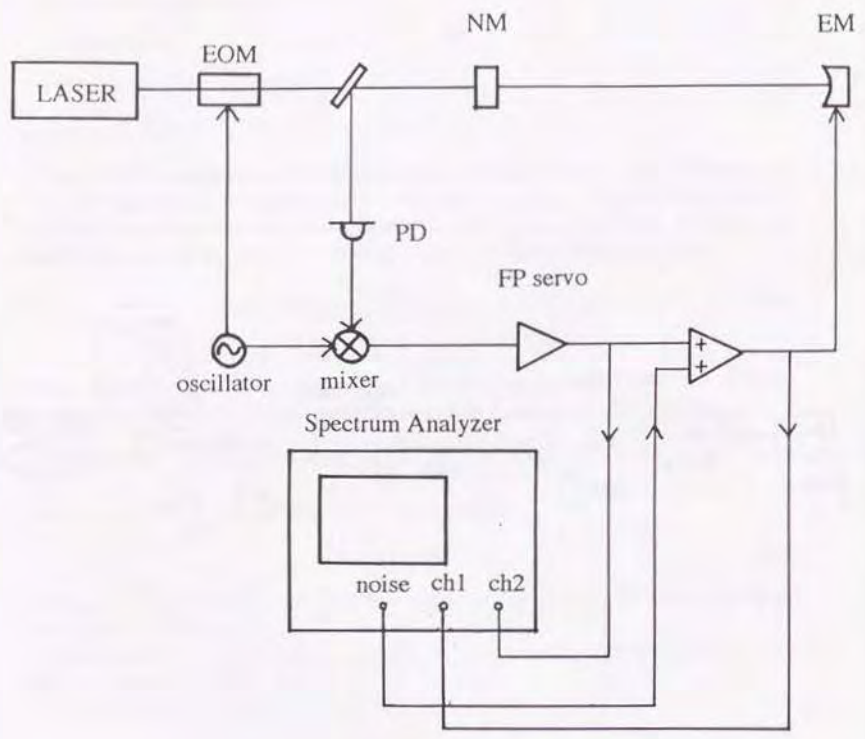 NM
EM
EOM
LASER
PD
FP servo
+
+
oscillator
mixer
Spectrum Analyzer
noise
ch1
ch2